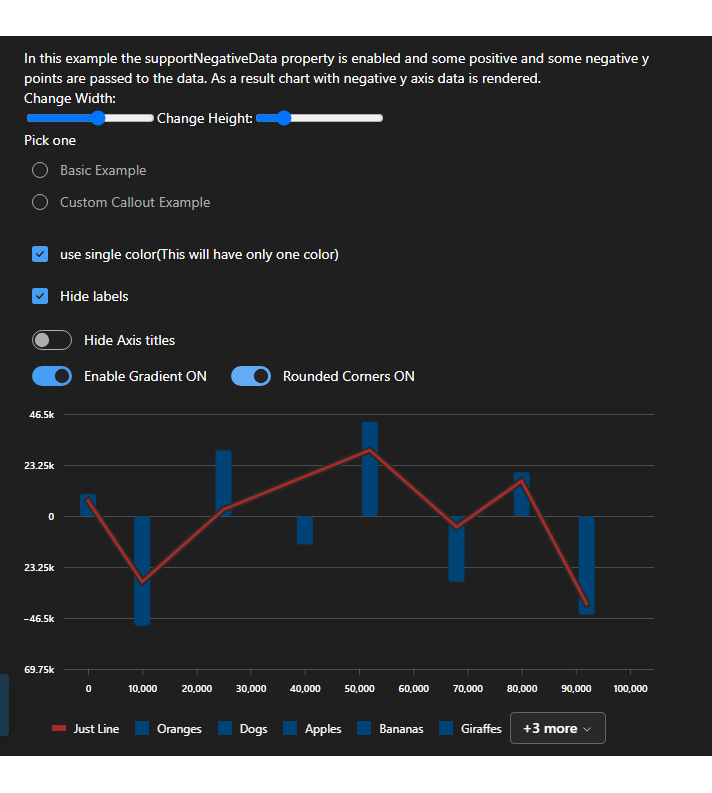 In this example the supportNegativeData property is enabled and some positive and some negative y
points are passed to the data. As a result chart with negative y axis data is rendered.
Change Width:
Change Height:
Pick one
Basic Example
Custom Callout Example
use single color(This will have only one color)
Hide labels
Hide Axis titles
Enable Gradient ON Rounded Corners ON
46.5k
23.25k
0
23.25k
−46.5k
69.75k
0 10,000 20,000 30,000 40,000 50,000 60,000 70,000 80,000 90,000 100,000
Just Line Oranges Dogs Apples Bananas Giraffes +3 more